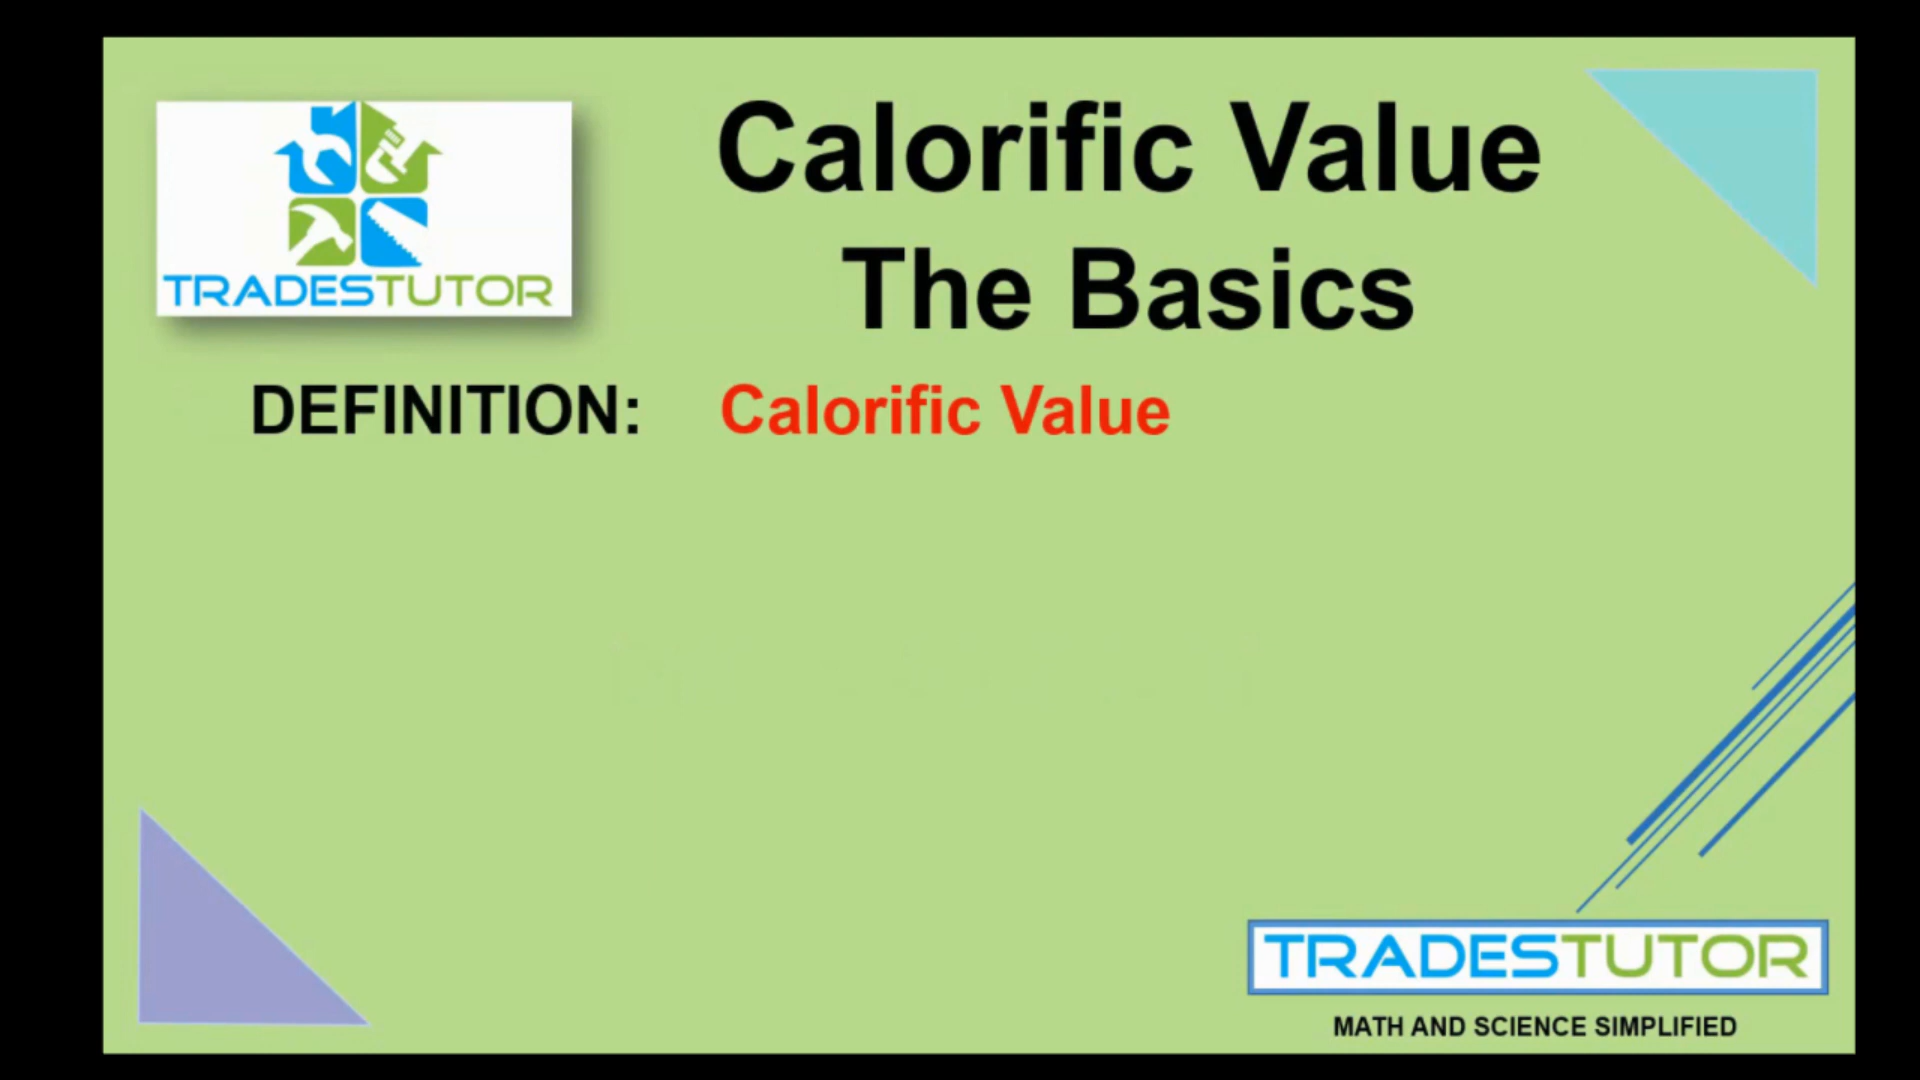 TRADESTUTOR
Calorific Value
The Basics
DEFINITION: Calorific Value
TRADESTUTOR
MATH AND SCIENCE SIMPLIFIED